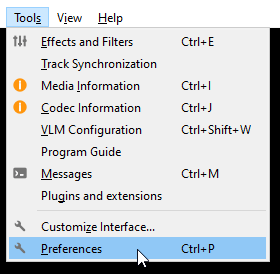 Tools View Help
Effects and Filters Ctrl+E
Track Synchronization
Media Information Ctrl+I
Codec Information Ctrl+J
VLM Configuration Ctrl+Shift+W
Program Guide
Messages Ctrl+M
Plugins and extensions
Customize Interface...
Preferences Ctrl+P